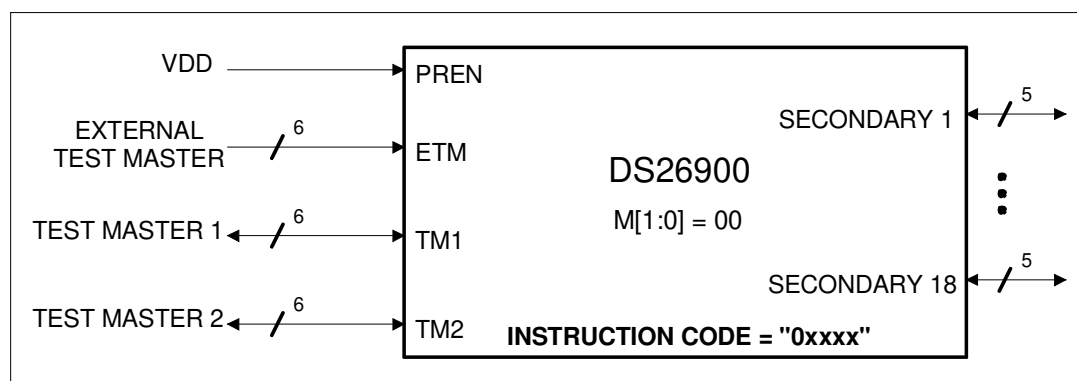 VDD
PREN
EXTERNAL
TEST MASTER
6
ETM
TEST MASTER 1
6
TM1
TEST MASTER 2
6
TM2
DS26900
M[1:0] = 00
INSTRUCTION CODE = "0xxxx"
SECONDARY 1
5
SECONDARY 18
5